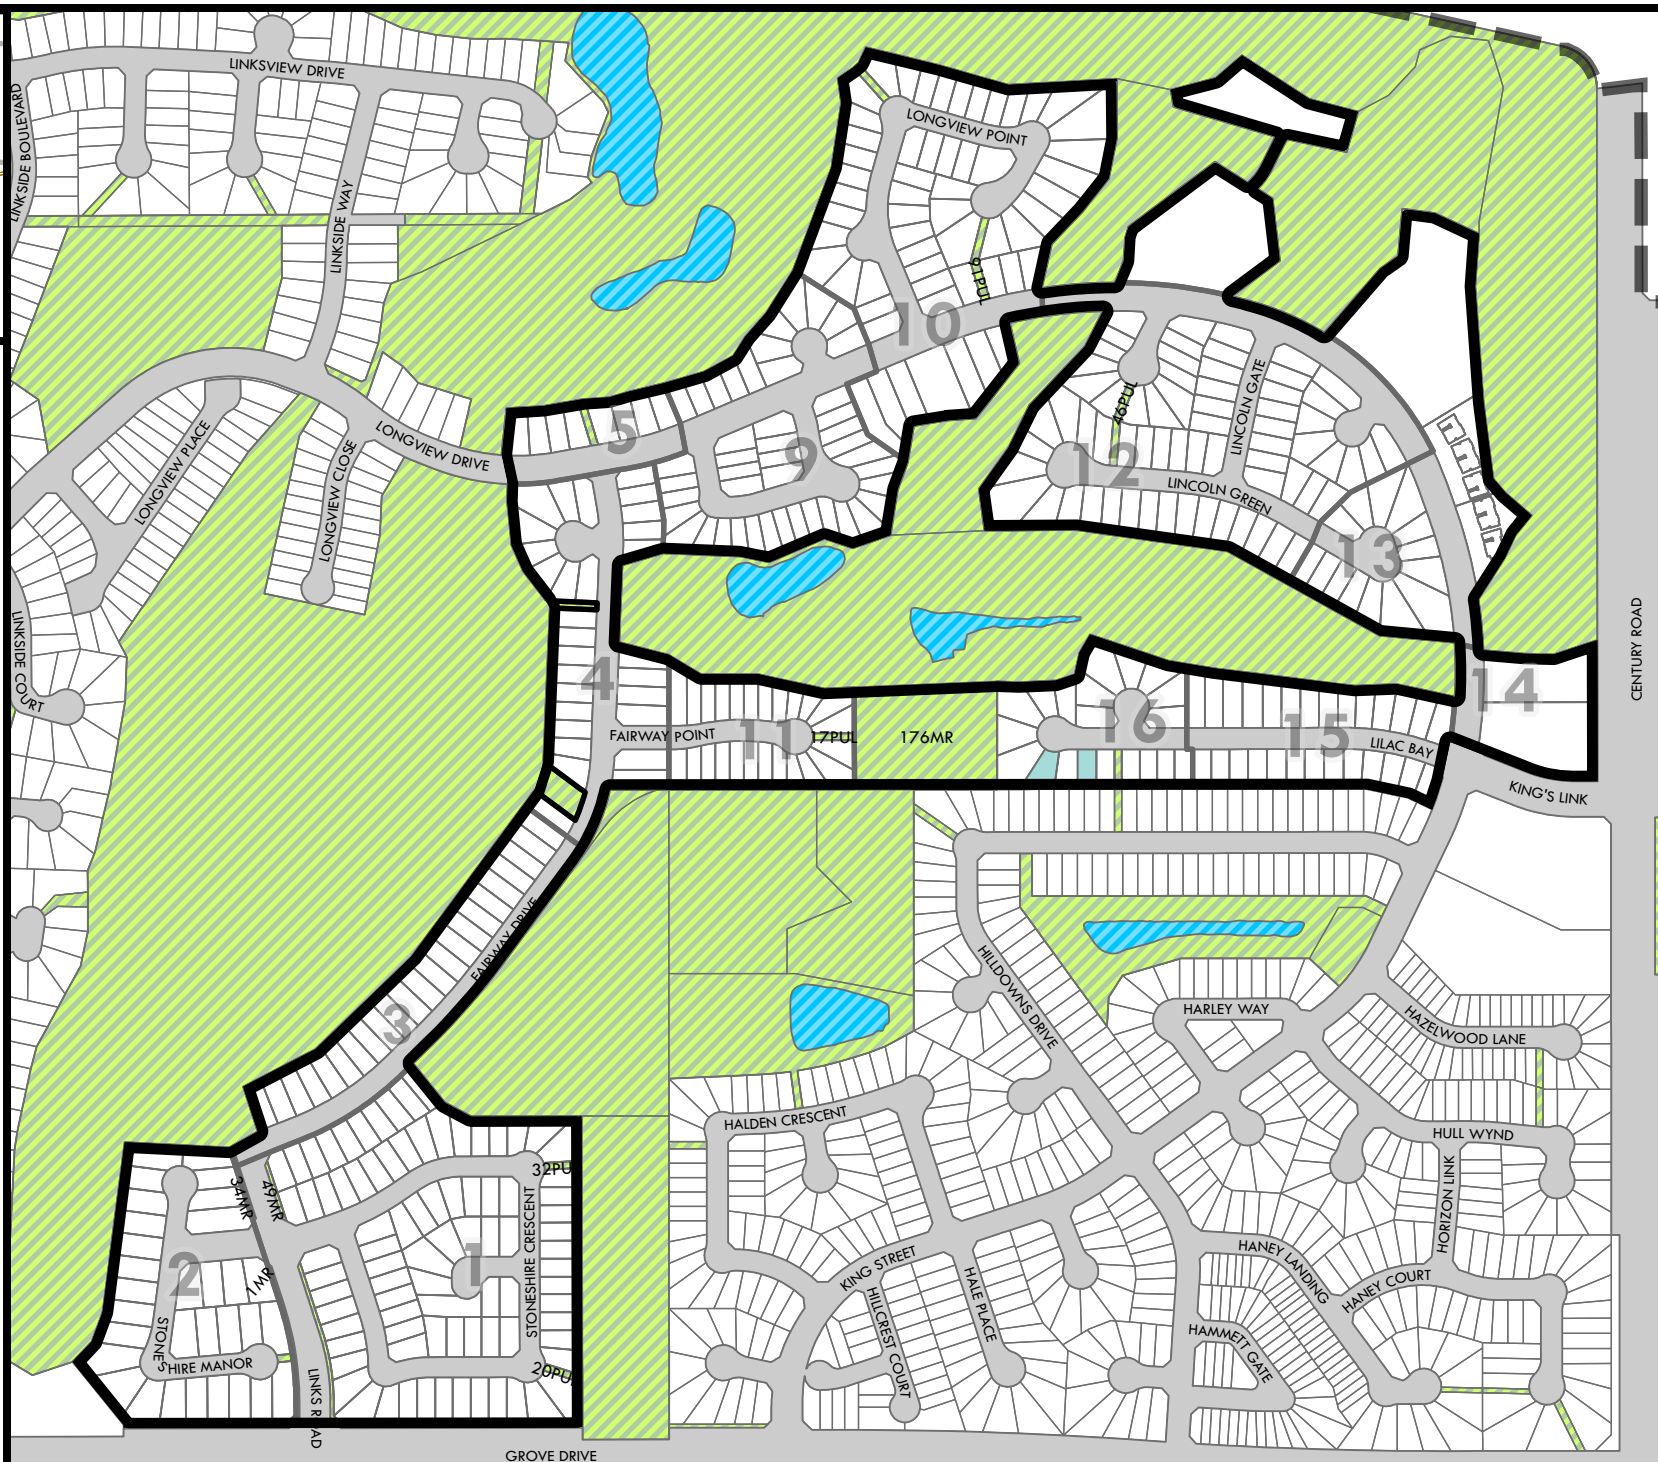 LINKSVIEW DRIVE
LINKSIDE BOULEVARD
LINKSIDE WAY
LONGVIEW POINT
91PUL
10
5
9
LONGVIEW DRIVE
LONGVIEW PLACE
LONGVIEW CLOSE
46PUL
LINCOLN GATE
12
LINCOLN GREEN
13
CENTURY ROAD
LINKSIDE COURT
4
14
FAIRWAY POINT
11
17PUL
176MR
16
15
LILAC BAY
KING'S LINK
FAIRWAY DRIVE
3
HILLDOWNS DRIVE
HARLEY WAY
HAZELWOOD LANE
HALDEN CRESCENT
HULL WYND
HORIZON LINK
32PU
34MR
49MR
1MR
2
1
STONESHIRE CRESCENT
STONESHIRE MANOR
20PU
LINKS ROAD
KING STREET
HILLCREST COURT
HALE PLACE
HANEY LANDING
HANEY COURT
HAMMETT GATE
GROVE DRIVE